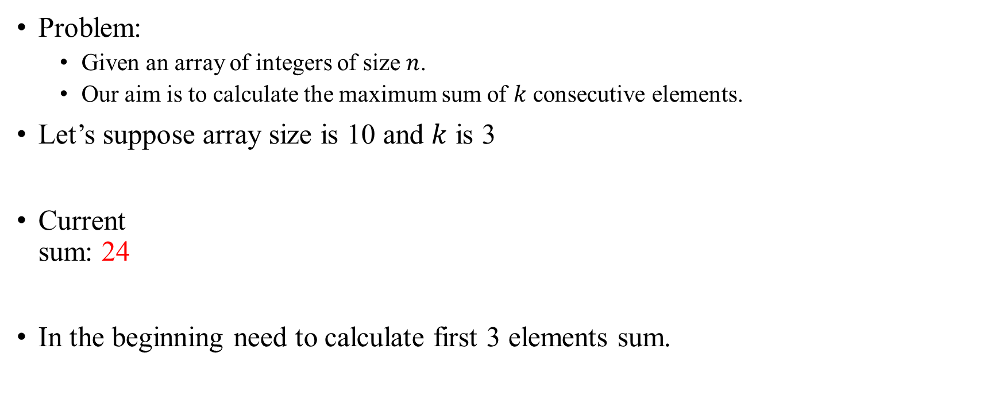 • Problem:
• Given an array of integers of size n.
• Our aim is to calculate the maximum sum of k consecutive elements.
• Let’s suppose array size is 10 and k is 3
• Current
sum: 24
• In the beginning need to calculate first 3 elements sum.